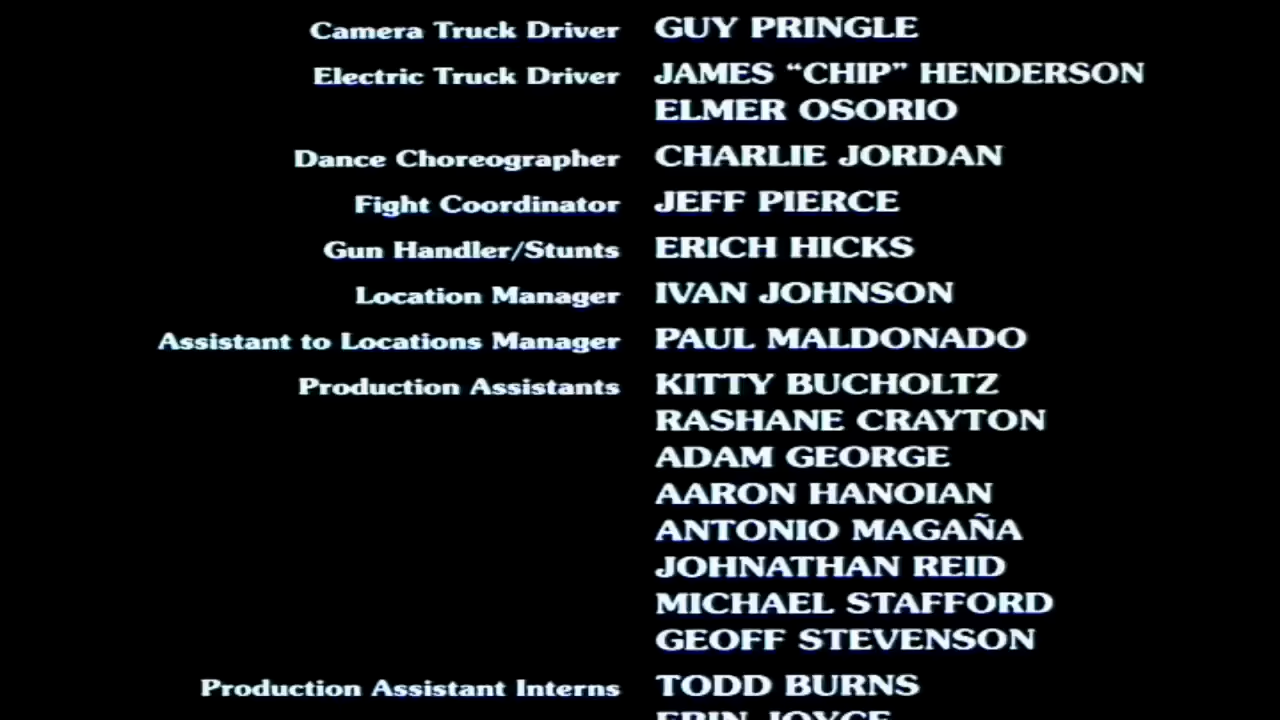 Camera Truck Driver GUY PRINGLE
Electric Truck Driver JAMES “CHIP” HENDERSON
ELMER OSORIO
Dance Choreographer CHARLIE JORDAN
Fight Coordinator JEFF PIERCE
Gun Handler/Stunts ERICH HICKS
Location Manager IVAN JOHNSON
Assistant to Locations Manager PAUL MALDONADO
Production Assistants KITTY BUCHOLTZ
RASHANE CRAYTON
ADAM GEORGE
AARON HANOIAN
ANTONIO MAGAÑA
JOHNATHAN REID
MICHAEL STAFFORD
GEOFF STEVENSON
Production Assistant Interns TODD BURNS
ERIN JOYCE